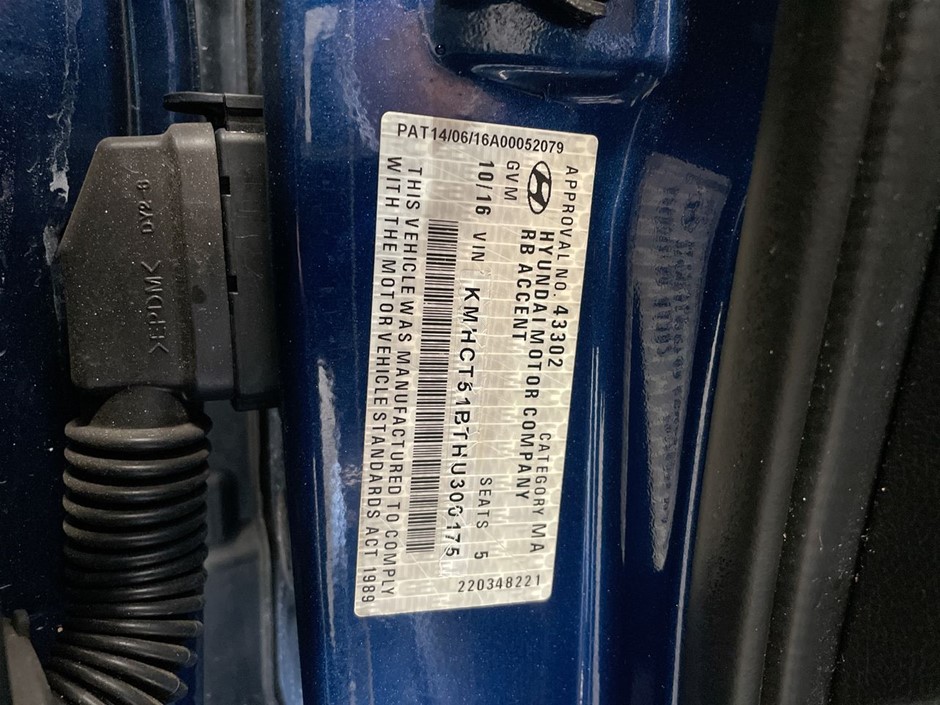 PAT14/06/16A00052079
APPROVAL NO. 43302 CATEGORY MA
HYUNDAI MOTOR COMPANY
RB ACCENT
GVM SEATS 5
10/16 VIN KMHCT51BTHU300175
THIS VEHICLE WAS MANUFACTURED TO COMPLY
WITH THE MOTOR VEHICLE STANDARDS ACT 1989
220348221